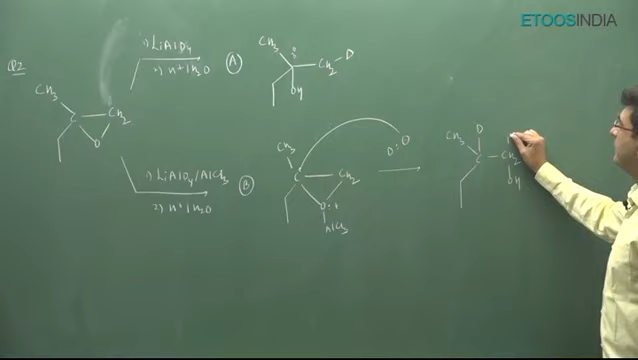 ETOOSINDIA
Q2
1) LiAlD4
2) H+/H2O
A
CH3
CH2
D
OH
CH3
C
CH2
O
1) LiAlD4/AlCl3
2) H+/H2O
B
CH3
C
CH2
O:+
AlCl3
CH3
D
C
CH2
OH